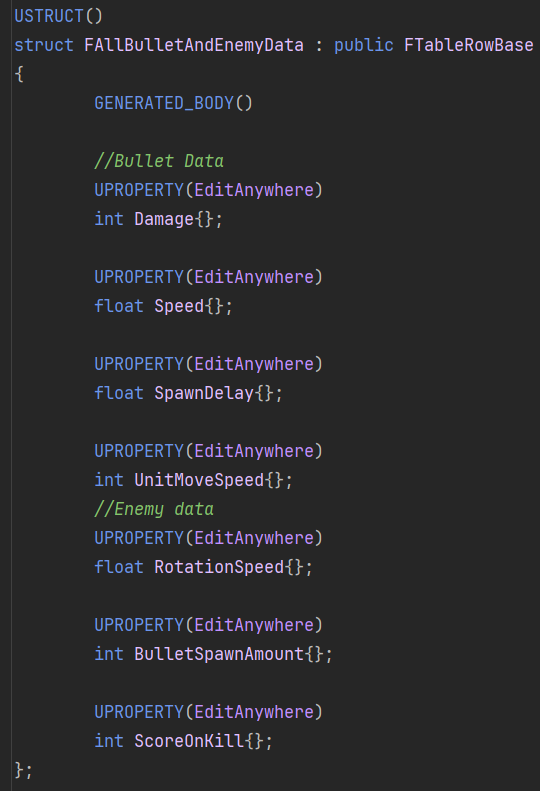 USTRUCT()
struct FAllBulletAndEnemyData : public FTableRowBase
{
GENERATED_BODY()
//Bullet Data
UPROPERTY(EditAnywhere)
int Damage{};
UPROPERTY(EditAnywhere)
float Speed{};
UPROPERTY(EditAnywhere)
float SpawnDelay{};
UPROPERTY(EditAnywhere)
int UnitMoveSpeed{};
//Enemy data
UPROPERTY(EditAnywhere)
float RotationSpeed{};
UPROPERTY(EditAnywhere)
int BulletSpawnAmount{};
UPROPERTY(EditAnywhere)
int ScoreOnKill{};
};